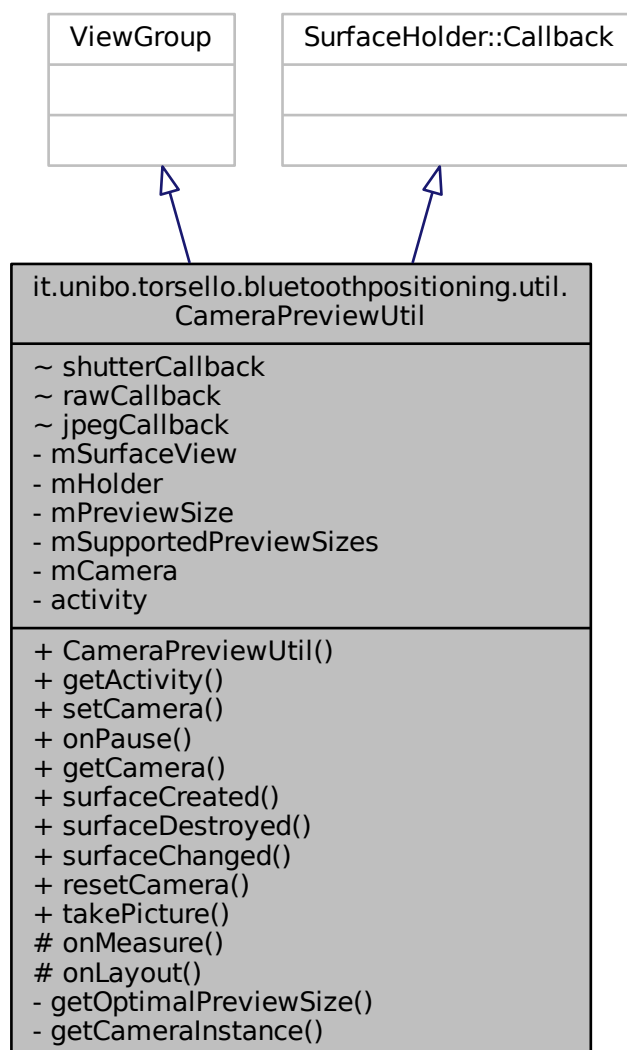 ViewGroup
SurfaceHolder::Callback
it.unibo.torsello.bluetoothpositioning.util.
CameraPreviewUtil
~ shutterCallback
~ rawCallback
~ jpegCallback
- mSurfaceView
- mHolder
- mPreviewSize
- mSupportedPreviewSizes
- mCamera
- activity
+ CameraPreviewUtil()
+ getActivity()
+ setCamera()
+ onPause()
+ getCamera()
+ surfaceCreated()
+ surfaceDestroyed()
+ surfaceChanged()
+ resetCamera()
+ takePicture()
# onMeasure()
# onLayout()
- getOptimalPreviewSize()
- getCameraInstance()